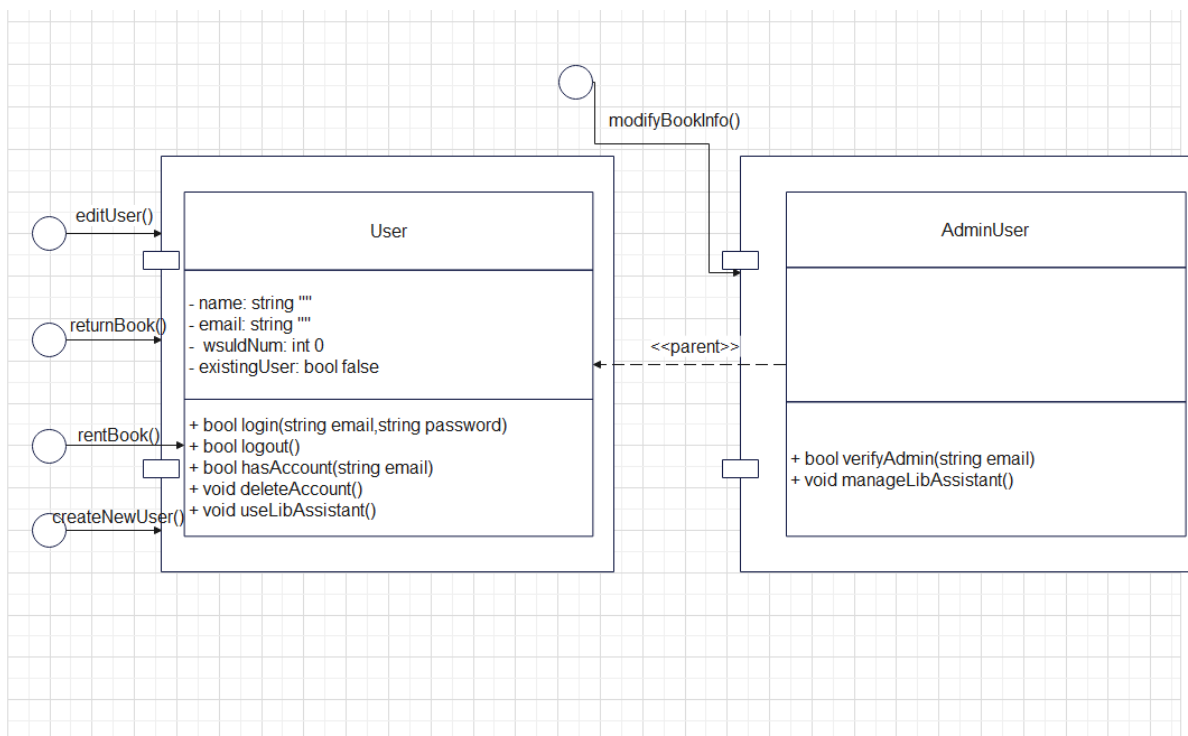 modifyBookInfo()
editUser()
returnBook()
rentBook()
createNewUser()
User
- name: string ""
- email: string ""
-  wsuIdNum: int 0
- existingUser: bool false
+ bool login(string email,string password)
+ bool logout()
+ bool hasAccount(string email)
+ void deleteAccount()
+ void useLibAssistant()
<<parent>>
AdminUser
+ bool verifyAdmin(string email)
+ void manageLibAssistant()